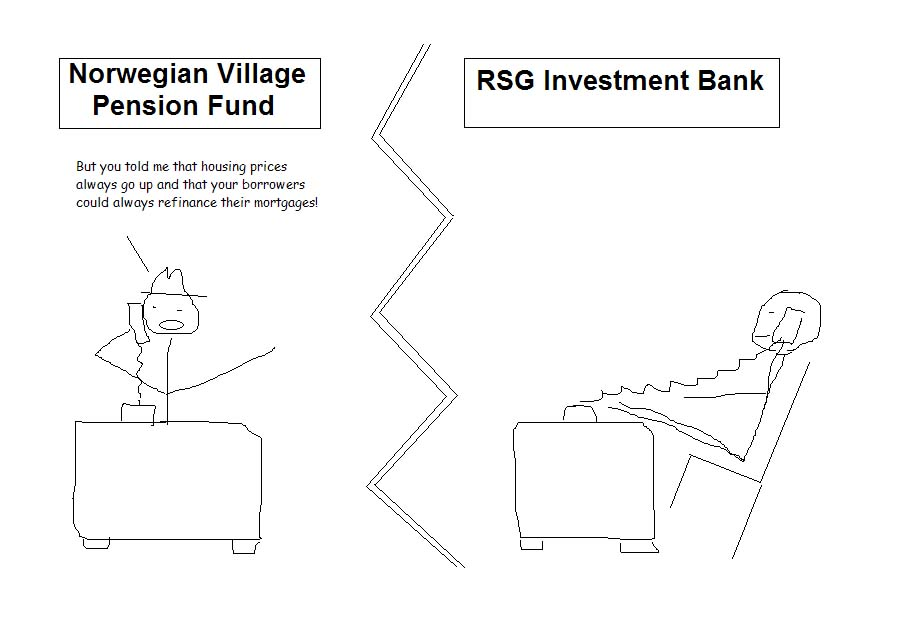 Norwegian Village
Pension Fund
RSG Investment Bank
But you told me that housing prices
always go up and that your borrowers
could always refinance their mortgages!